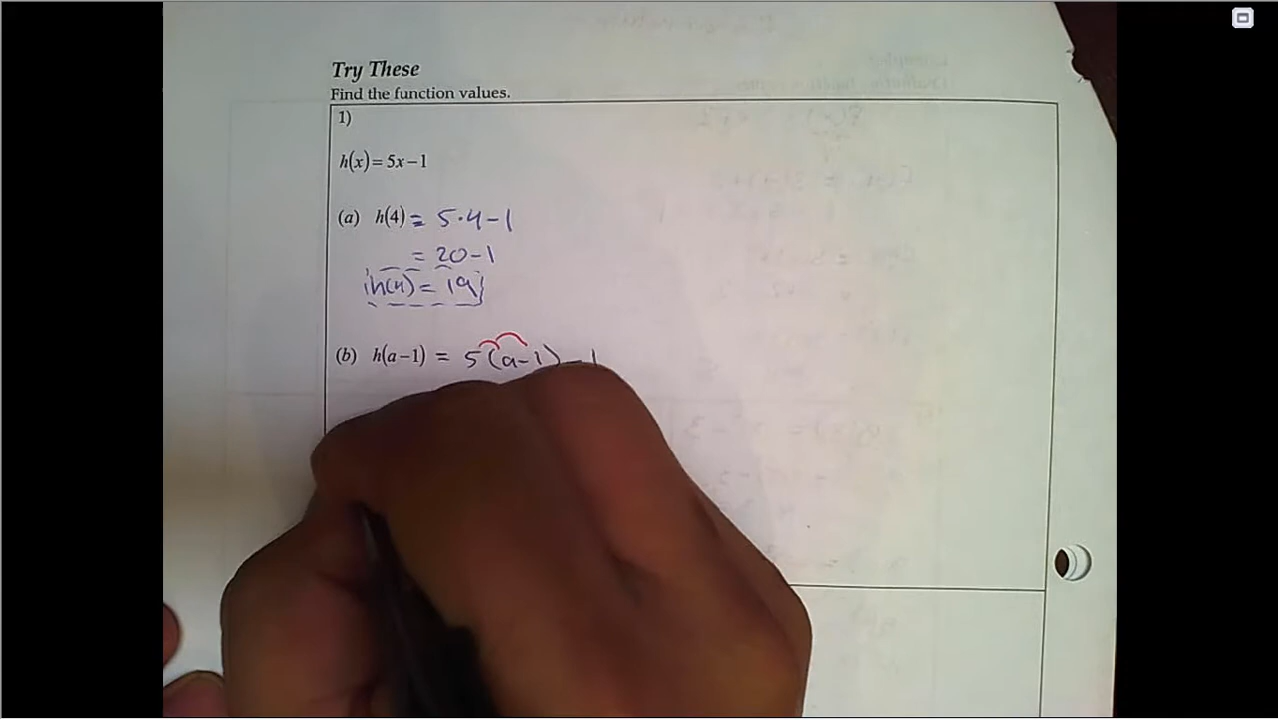 Try These
Find the function values.
1)
h(x)=5x−1
(a) h(4) = 5·4−1
= 20−1
h(4) = 19
(b) h(a−1) = 5(a−1)−1